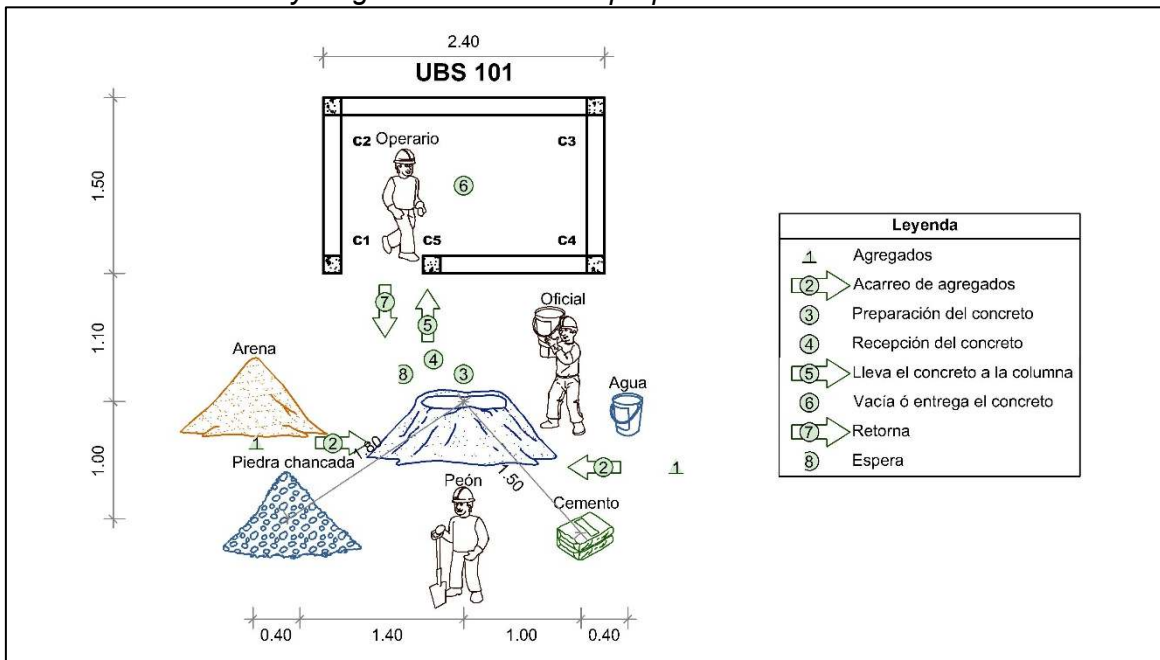 2.40
UBS 101
C2 Operario
C3
6
1.50
C1
C5
C4
7
5
Oficial
1.10
4
Arena
8
3
Agua
1
2
1.80
1.00
Piedra chancada
2
1
1.50
Peón
Cemento
0.40
1.40
1.00
0.40
Leyenda
1 Agregados
2 Acarreo de agregados
3 Preparación del concreto
4 Recepción del concreto
5 Lleva el concreto a la columna
6 Vacía ó entrega el concreto
7 Retorna
8 Espera